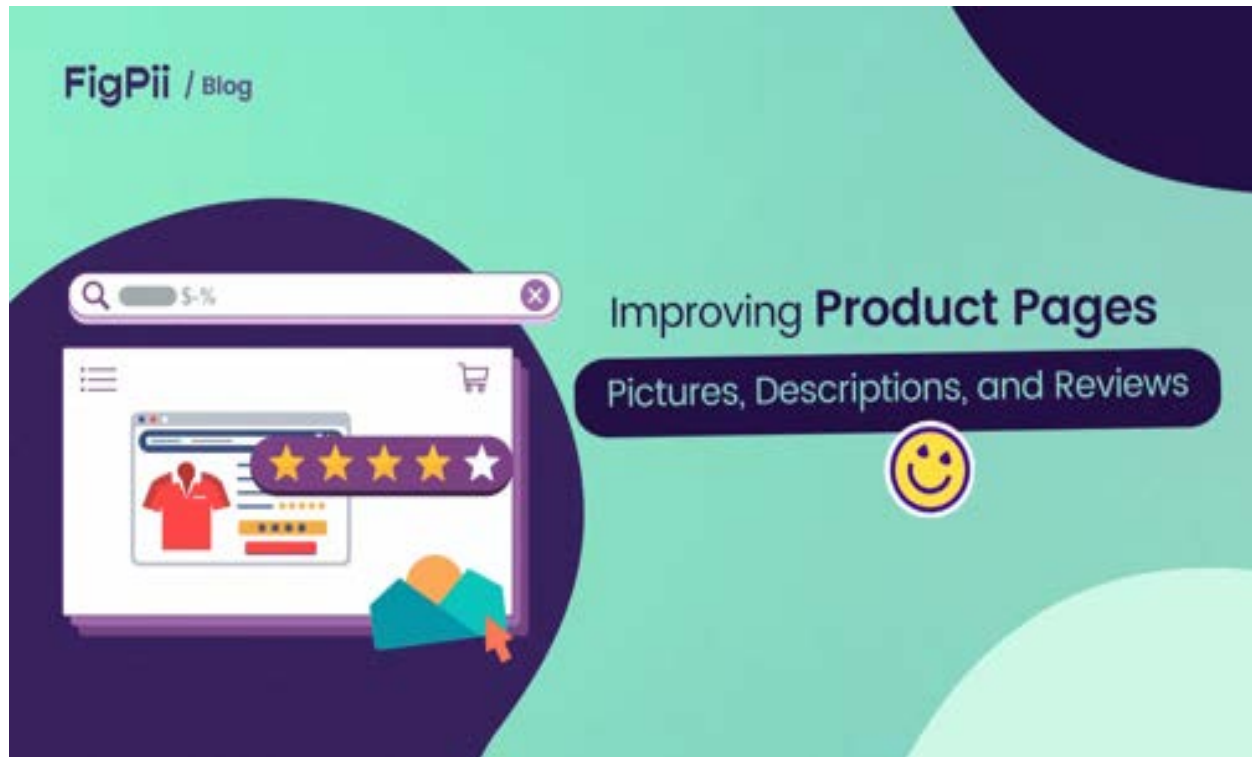 FigPii / Blog
$-%
Improving Product Pages
Pictures, Descriptions, and Reviews